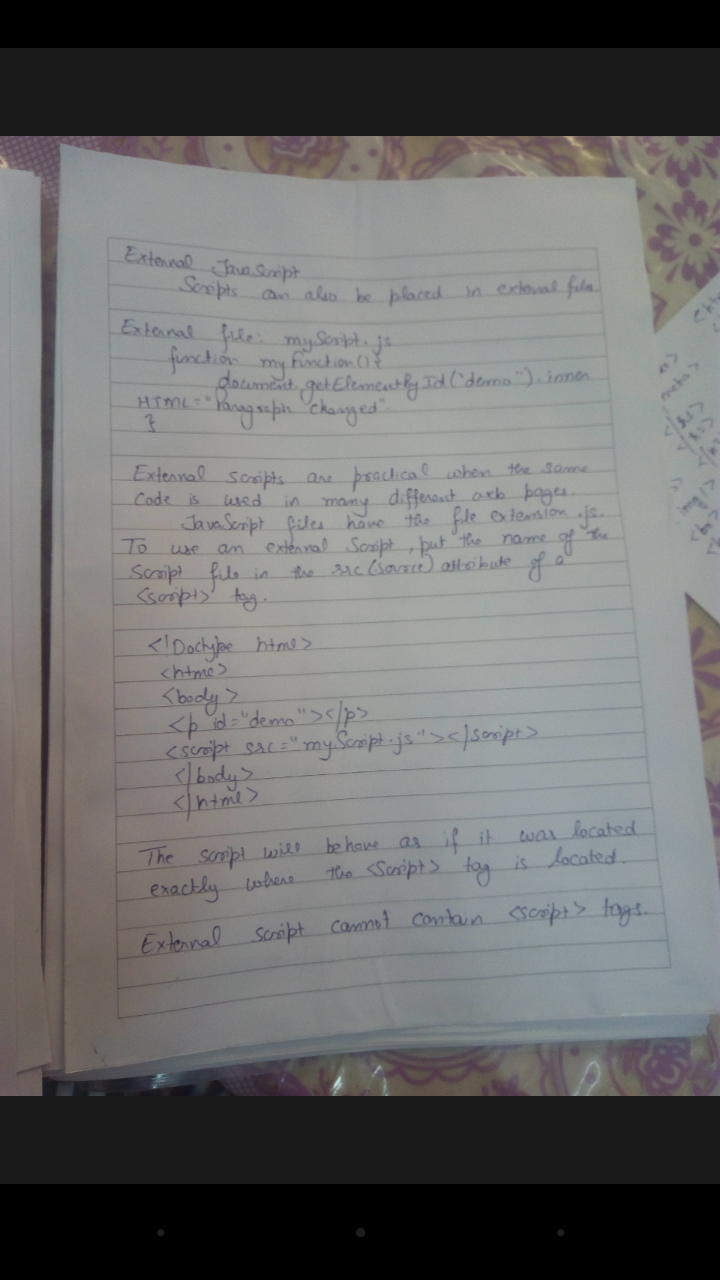 External JavaScript
Scripts can also be placed in external files
External file: myScript.js
function myFunction(){
document.getElementById("demo").inner
HTML="Paragraph changed".
}
External scripts are practical when the same
Code is used in many different web pages.
JavaScript files have the file extension .js.
To use an external Script, put the name of the
Script file in the src(source) attribute of a
<script> tag.
<!Doctype html>
<html>
<body>
<p id="demo"></p>
<script src="myScript.js"></script>
</body>
</html>
The script will behave as if it was located
exactly where the <Script> tag is located.
External script cannot contain <script> tags.